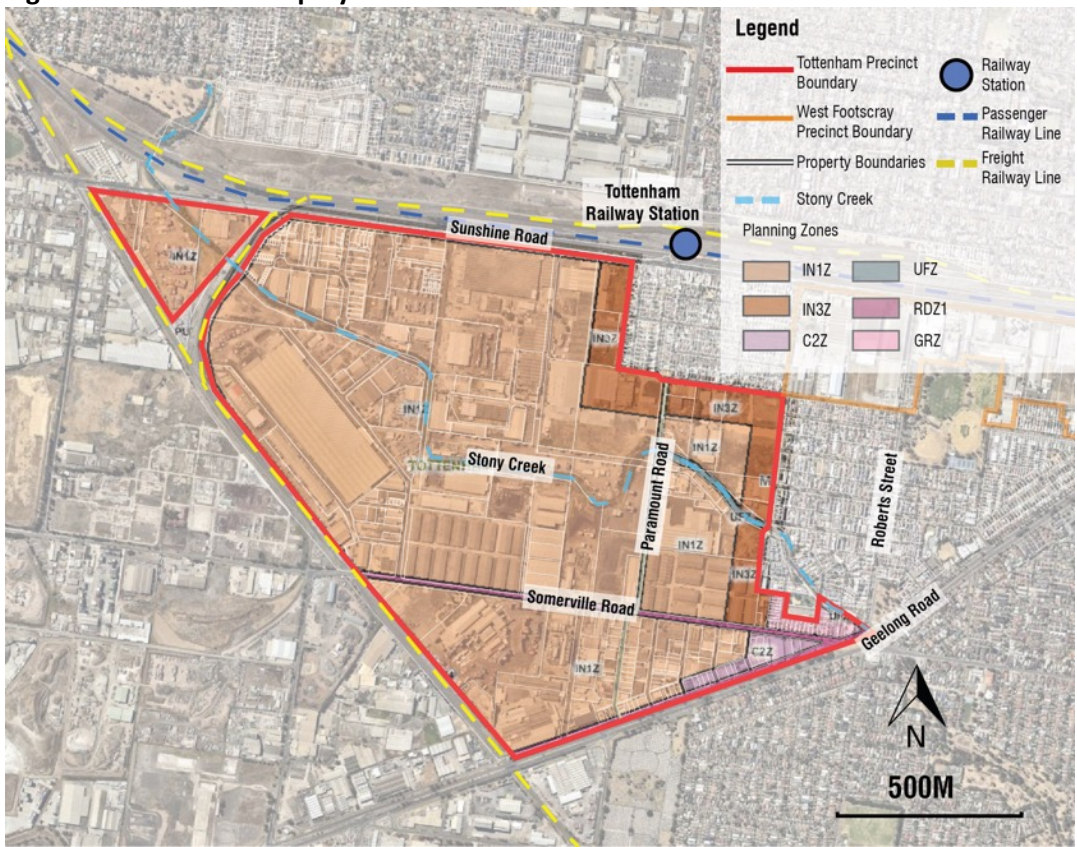 Legend
Tottenham Precinct
Boundary
Railway
Station
West Footscray
Precinct Boundary
Passenger
Railway Line
Property Boundaries
Freight
Railway Line
Stony Creek
Planning Zones
IN1Z
UFZ
IN3Z
RDZ1
C2Z
GRZ
Tottenham
Railway Station
Sunshine Road
IN1Z
IN3Z
IN3Z
IN1Z
IN1Z
Stony Creek
Paramount Road
Roberts Street
IN1Z
IN3Z
Somerville Road
Geelong Road
C2Z
IN1Z
N
500M